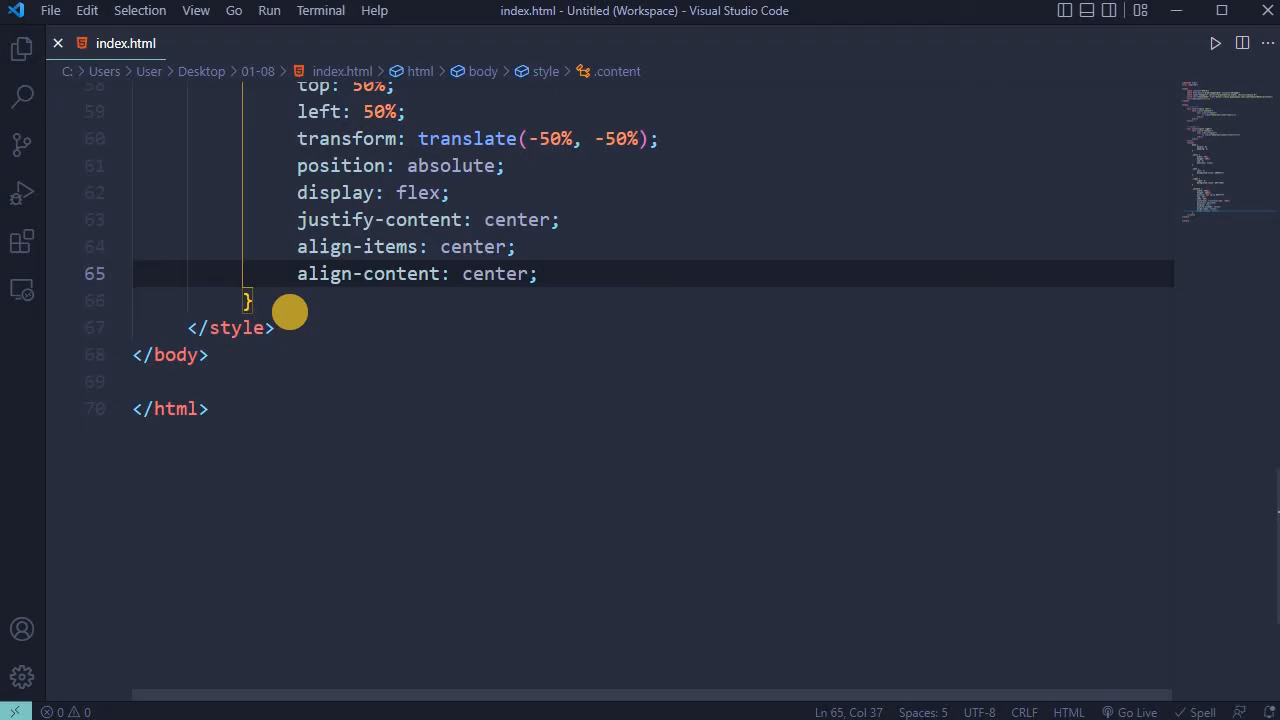 File Edit Selection View Go Run Terminal Help
index.html - Untitled (Workspace) - Visual Studio Code
index.html
C: > Users > User > Desktop > 01-08 > index.html > html > body > style > .content
58 top: 50%;
59 left: 50%;
60 transform: translate(-50%, -50%);
61 position: absolute;
62 display: flex;
63 justify-content: center;
64 align-items: center;
65 align-content: center;
66 }
67 </style>
68 </body>
69
70 </html>
0 0 Ln 65, Col 37 Spaces: 5 UTF-8 CRLF HTML Go Live Spell